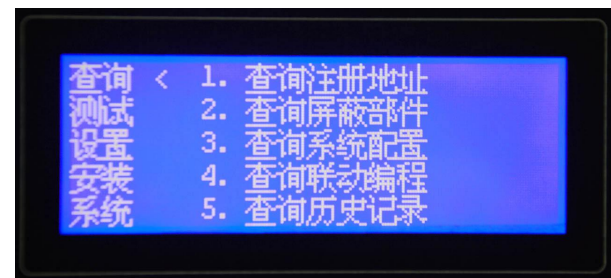 查询 < 1. 查询注册地址
测试 2. 查询屏蔽部件
设置 3. 查询系统配置
安装 4. 查询联动编程
系统 5. 查询历史记录